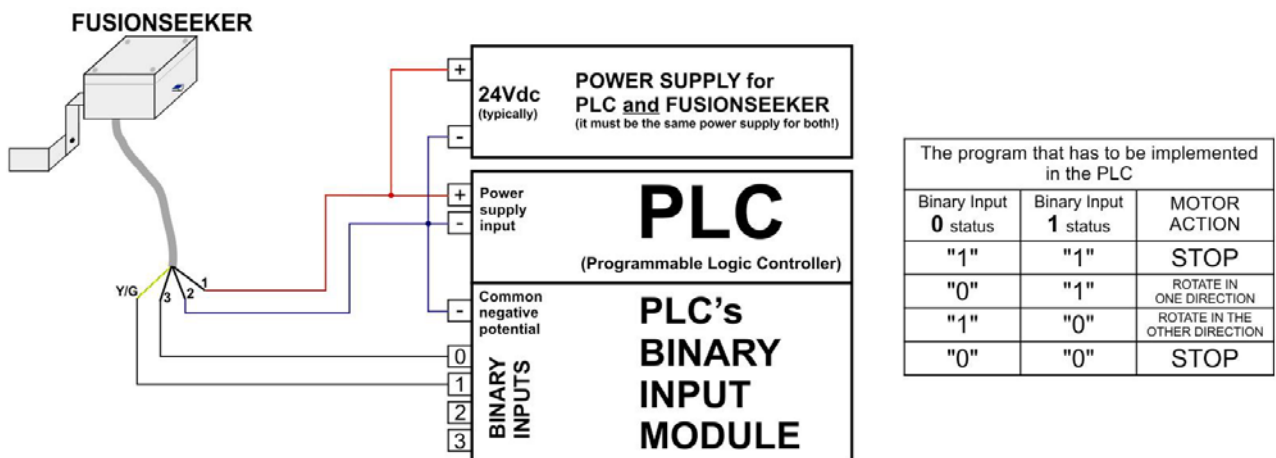 FUSIONSEEKER
+
24Vdc
(typically)
-
POWER SUPPLY for
PLC and FUSIONSEEKER
(it must be the same power supply for both!)
+
-
Power
supply
input
PLC
(Programmable Logic Controller)
Y/G
3
2
1
-
Common
negative
potential
0
1
2
3
BINARY
INPUTS
PLC's
BINARY
INPUT
MODULE
The program that has to be implemented
in the PLC
Binary Input
0 status
Binary Input
1 status
MOTOR
ACTION
"1" "1" STOP
"0" "1" ROTATE IN
ONE DIRECTION
"1" "0" ROTATE IN THE
OTHER DIRECTION
"0" "0" STOP